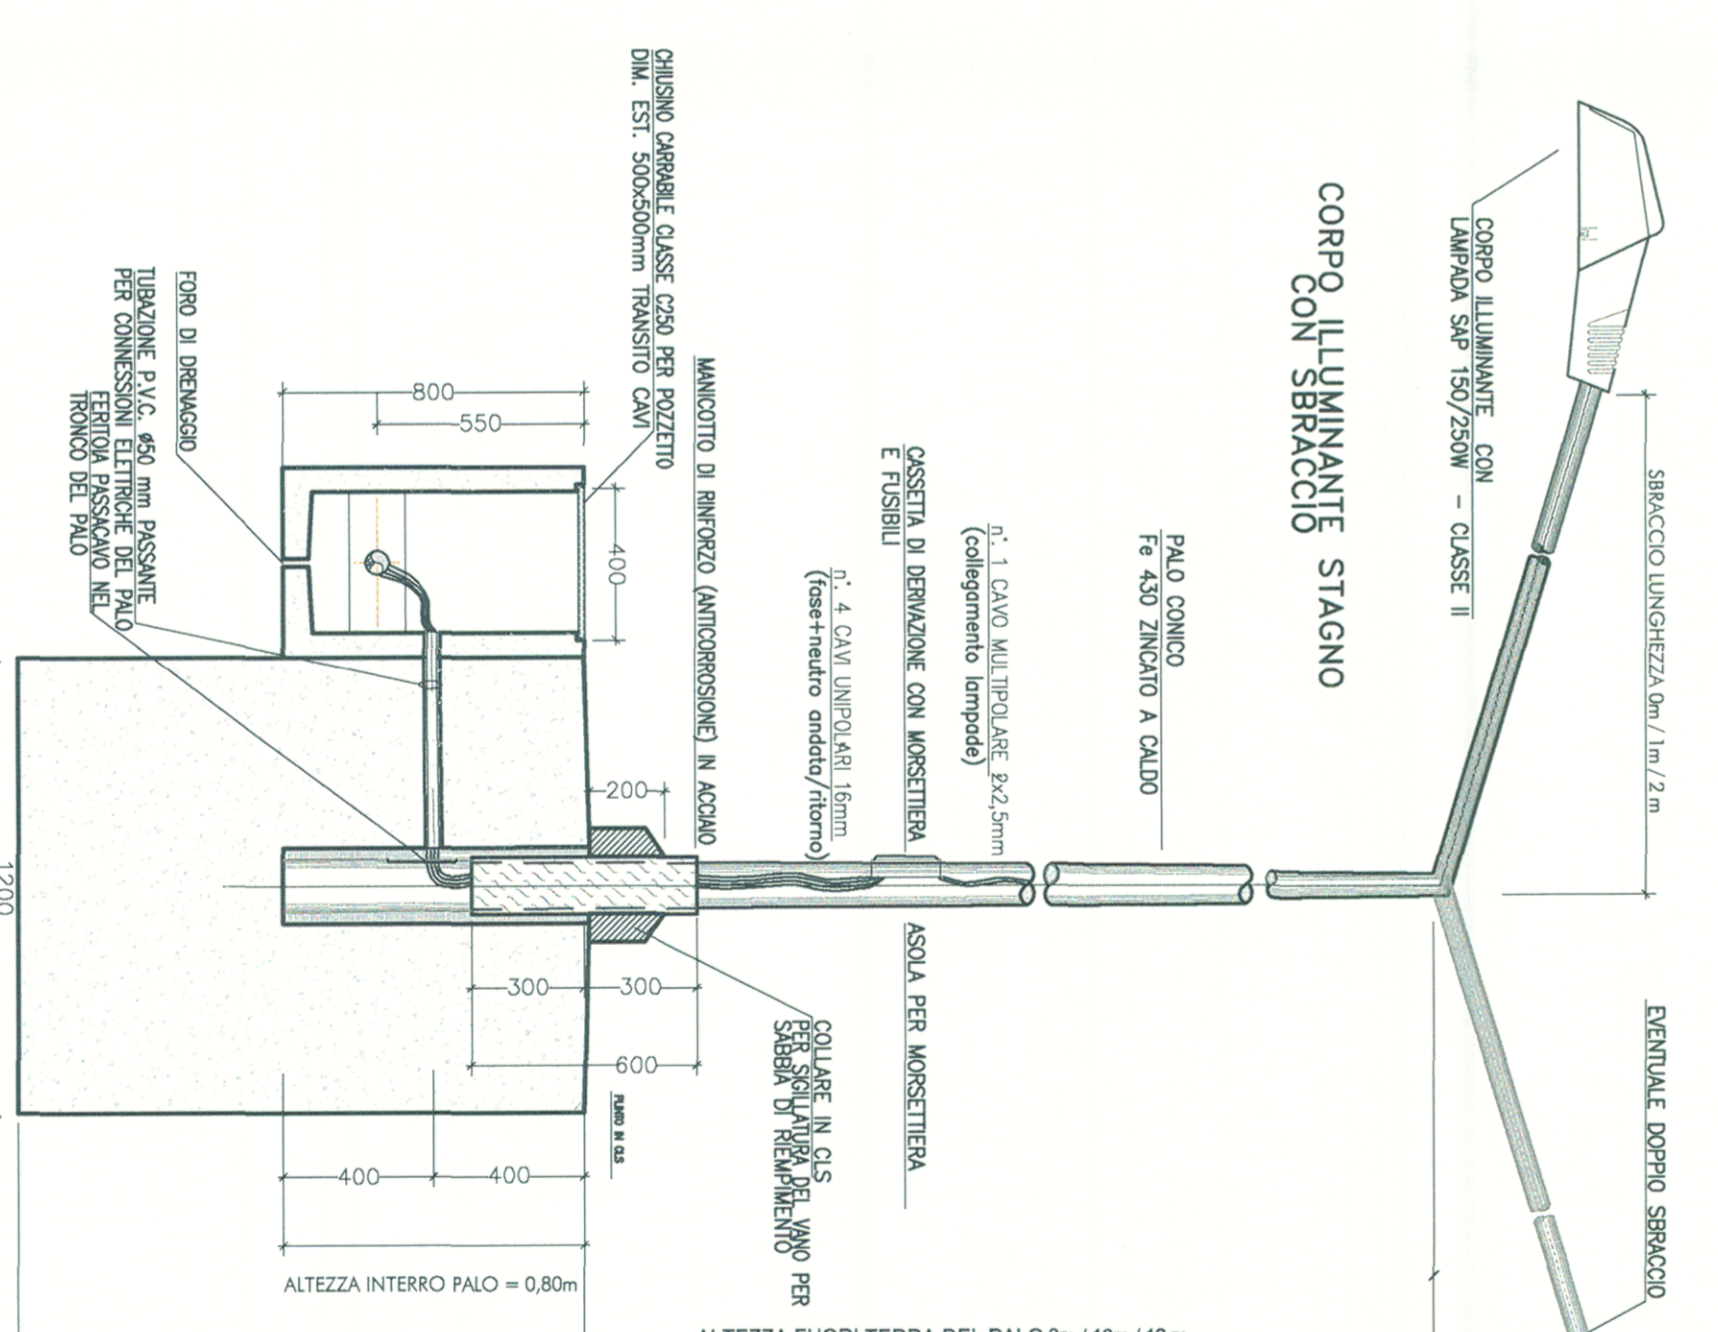 CORPO ILLUMINANTE STAGNO
CON SBRACCIO
SBRACCIO LUNGHEZZA 0m / 1m / 2 m
EVENTUALE DOPPIO SBRACCIO
CORPO ILLUMINANTE CON
LAMPADA SAP 150/250W - CLASSE II
PALO CONICO
Fe 430 ZINCATO A CALDO
n° 1 CAVO MULTIPOLARE 2x2,5mm
(collegamento lampade)
CASSETTA DI DERIVAZIONE CON MORSETTIERA
E FUSIBILI
ASOLA PER MORSETTIERA
n° 4 CAVI UNIPOLARI 16mm
(fase+neutro andata/ritorno)
COLLARE IN CLS
PER SIGILLATURA DEL VANO PER
SABBIA DI RIEMPIMENTO
MANICOTTO DI RINFORZO (ANTICORROSIONE) IN ACCIAIO
CHIUSINO CARRABILE CLASSE C250 PER POZZETTO
DIM. EST. 500x500mm TRANSITO CAVI
PLINTO IN CLS
FORO DI DRENAGGIO
TUBAZIONE P.V.C. ø50 mm PASSANTE
PER CONNESSIONI ELETTRICHE DEL PALO
FERITOIA PASSACAVO NEL
TRONCO DEL PALO
800
550
400
200
300
300
600
400
400
1200
ALTEZZA INTERRO PALO = 0,80m